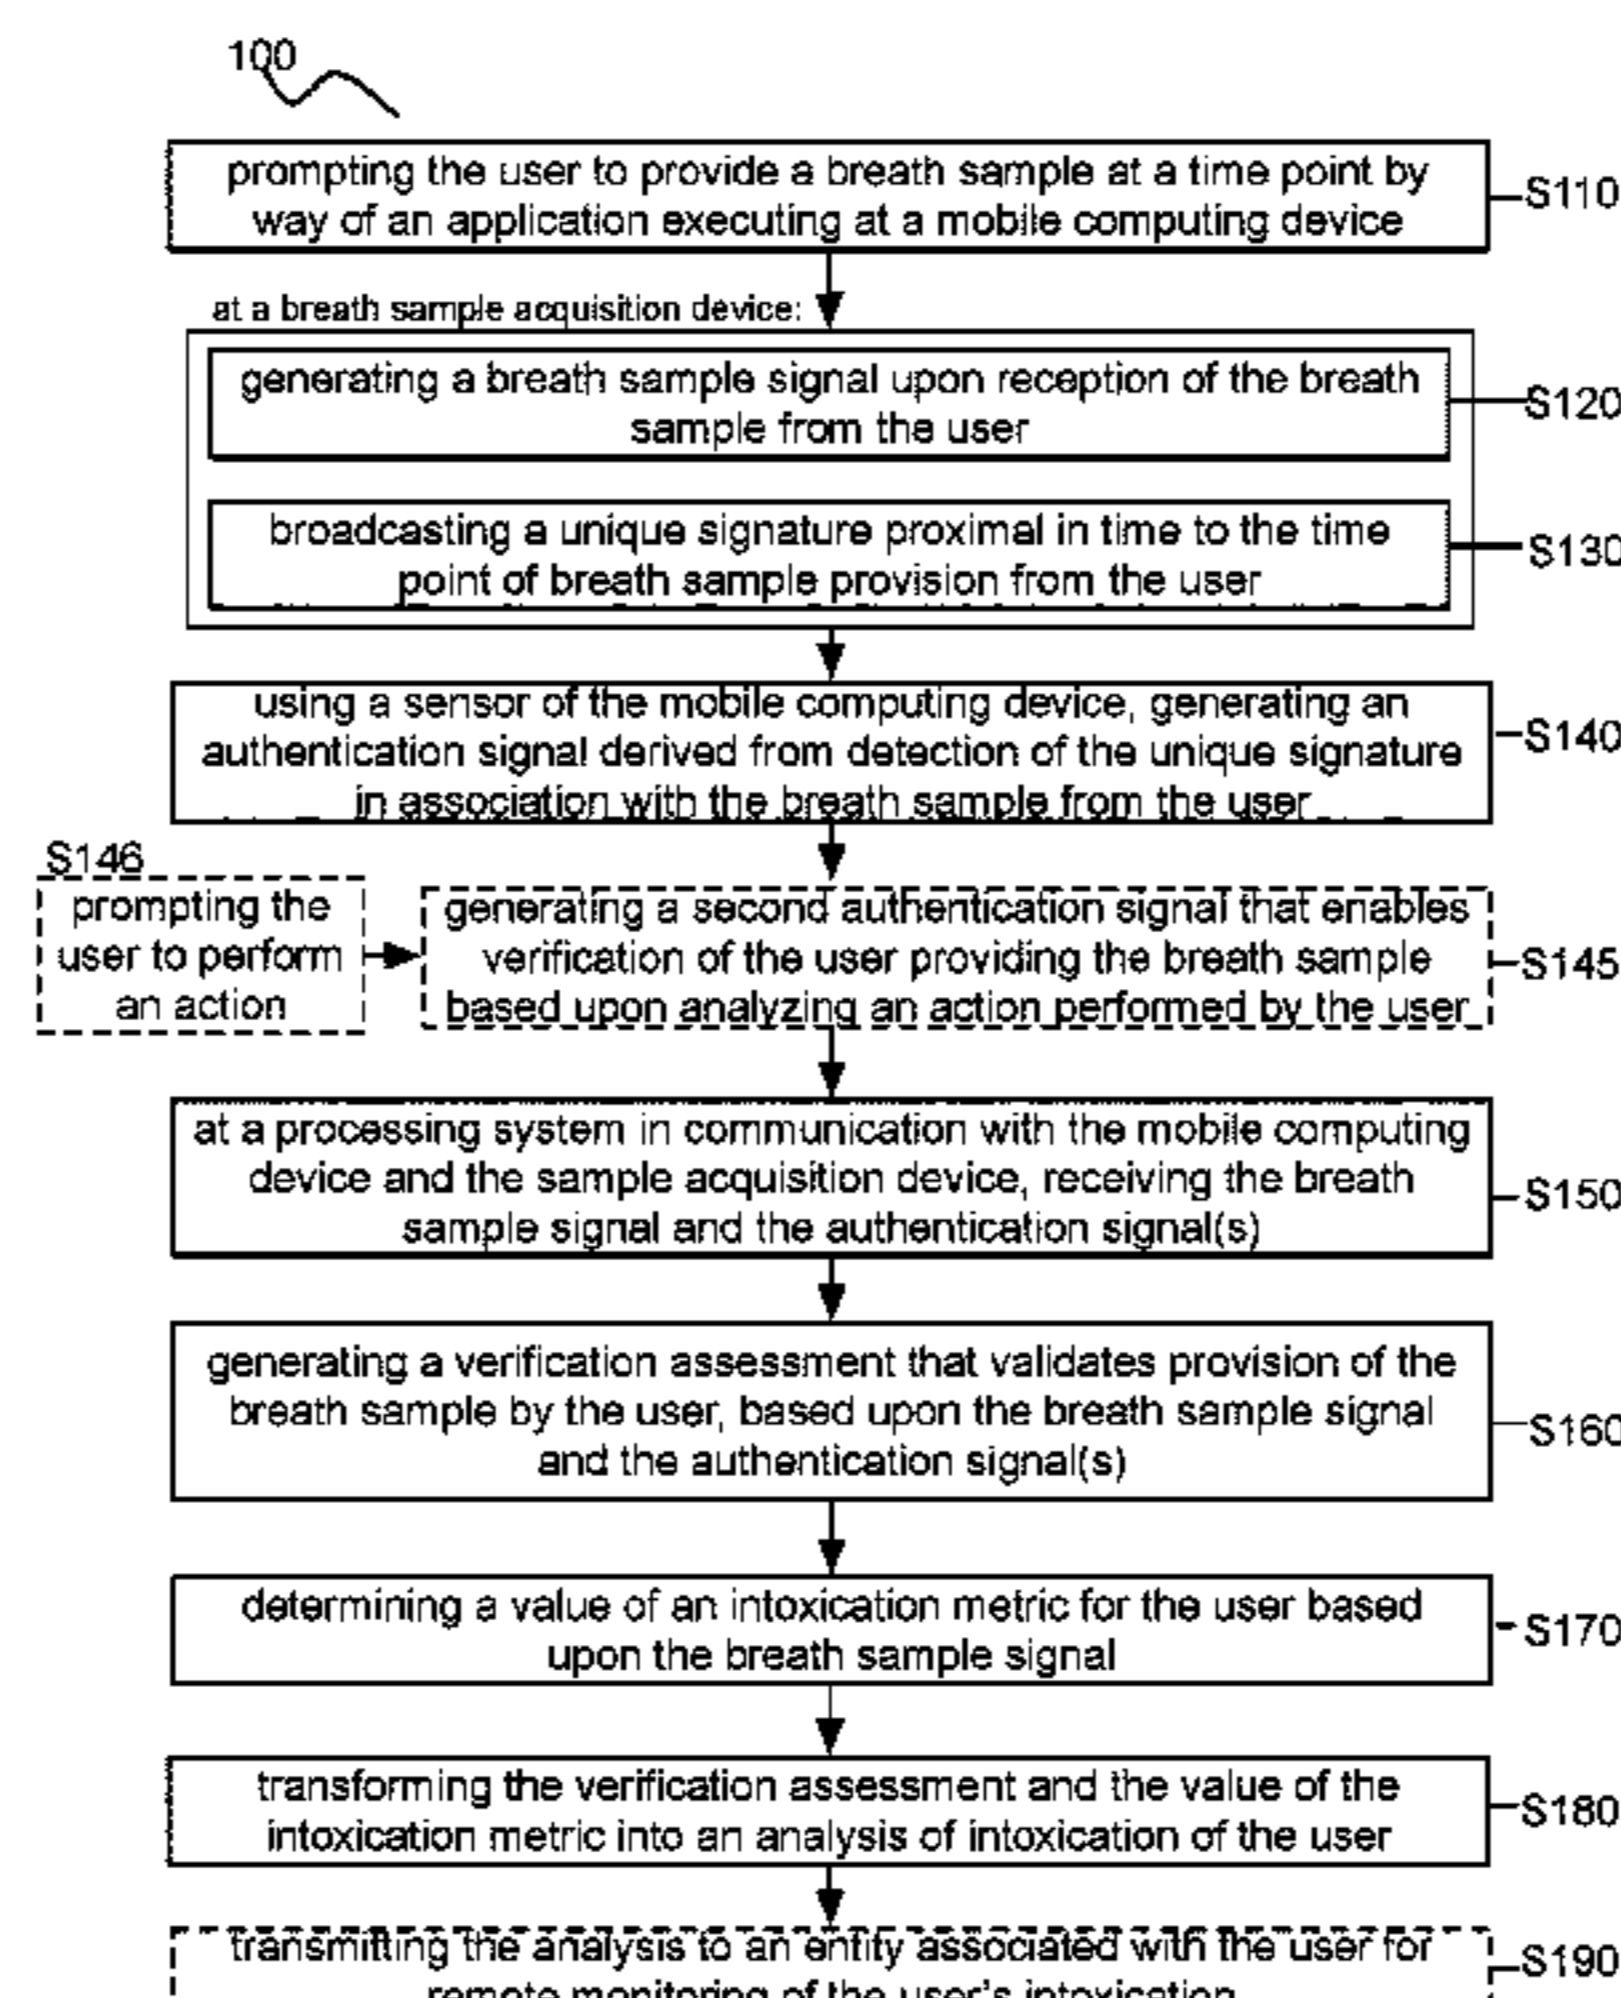 100
prompting the user to provide a breath sample at a time point by
way of an application executing at a mobile computing device
S110
at a breath sample acquisition device:
generating a breath sample signal upon reception of the breath
sample from the user
S120
broadcasting a unique signature proximal in time to the time
point of breath sample provision from the user
S130
using a sensor of the mobile computing device, generating an
authentication signal derived from detection of the unique signature
in association with the breath sample from the user
S140
S146
prompting the
user to perform
an action
generating a second authentication signal that enables
verification of the user providing the breath sample
based upon analyzing an action performed by the user
S145
at a processing system in communication with the mobile computing
device and the sample acquisition device, receiving the breath
sample signal and the authentication signal(s)
S150
generating a verification assessment that validates provision of the
breath sample by the user, based upon the breath sample signal
and the authentication signal(s)
S160
determining a value of an intoxication metric for the user based
upon the breath sample signal
S170
transforming the verification assessment and the value of the
intoxication metric into an analysis of intoxication of the user
S180
transmitting the analysis to an entity associated with the user for
remote monitoring of the user's intoxication
S190